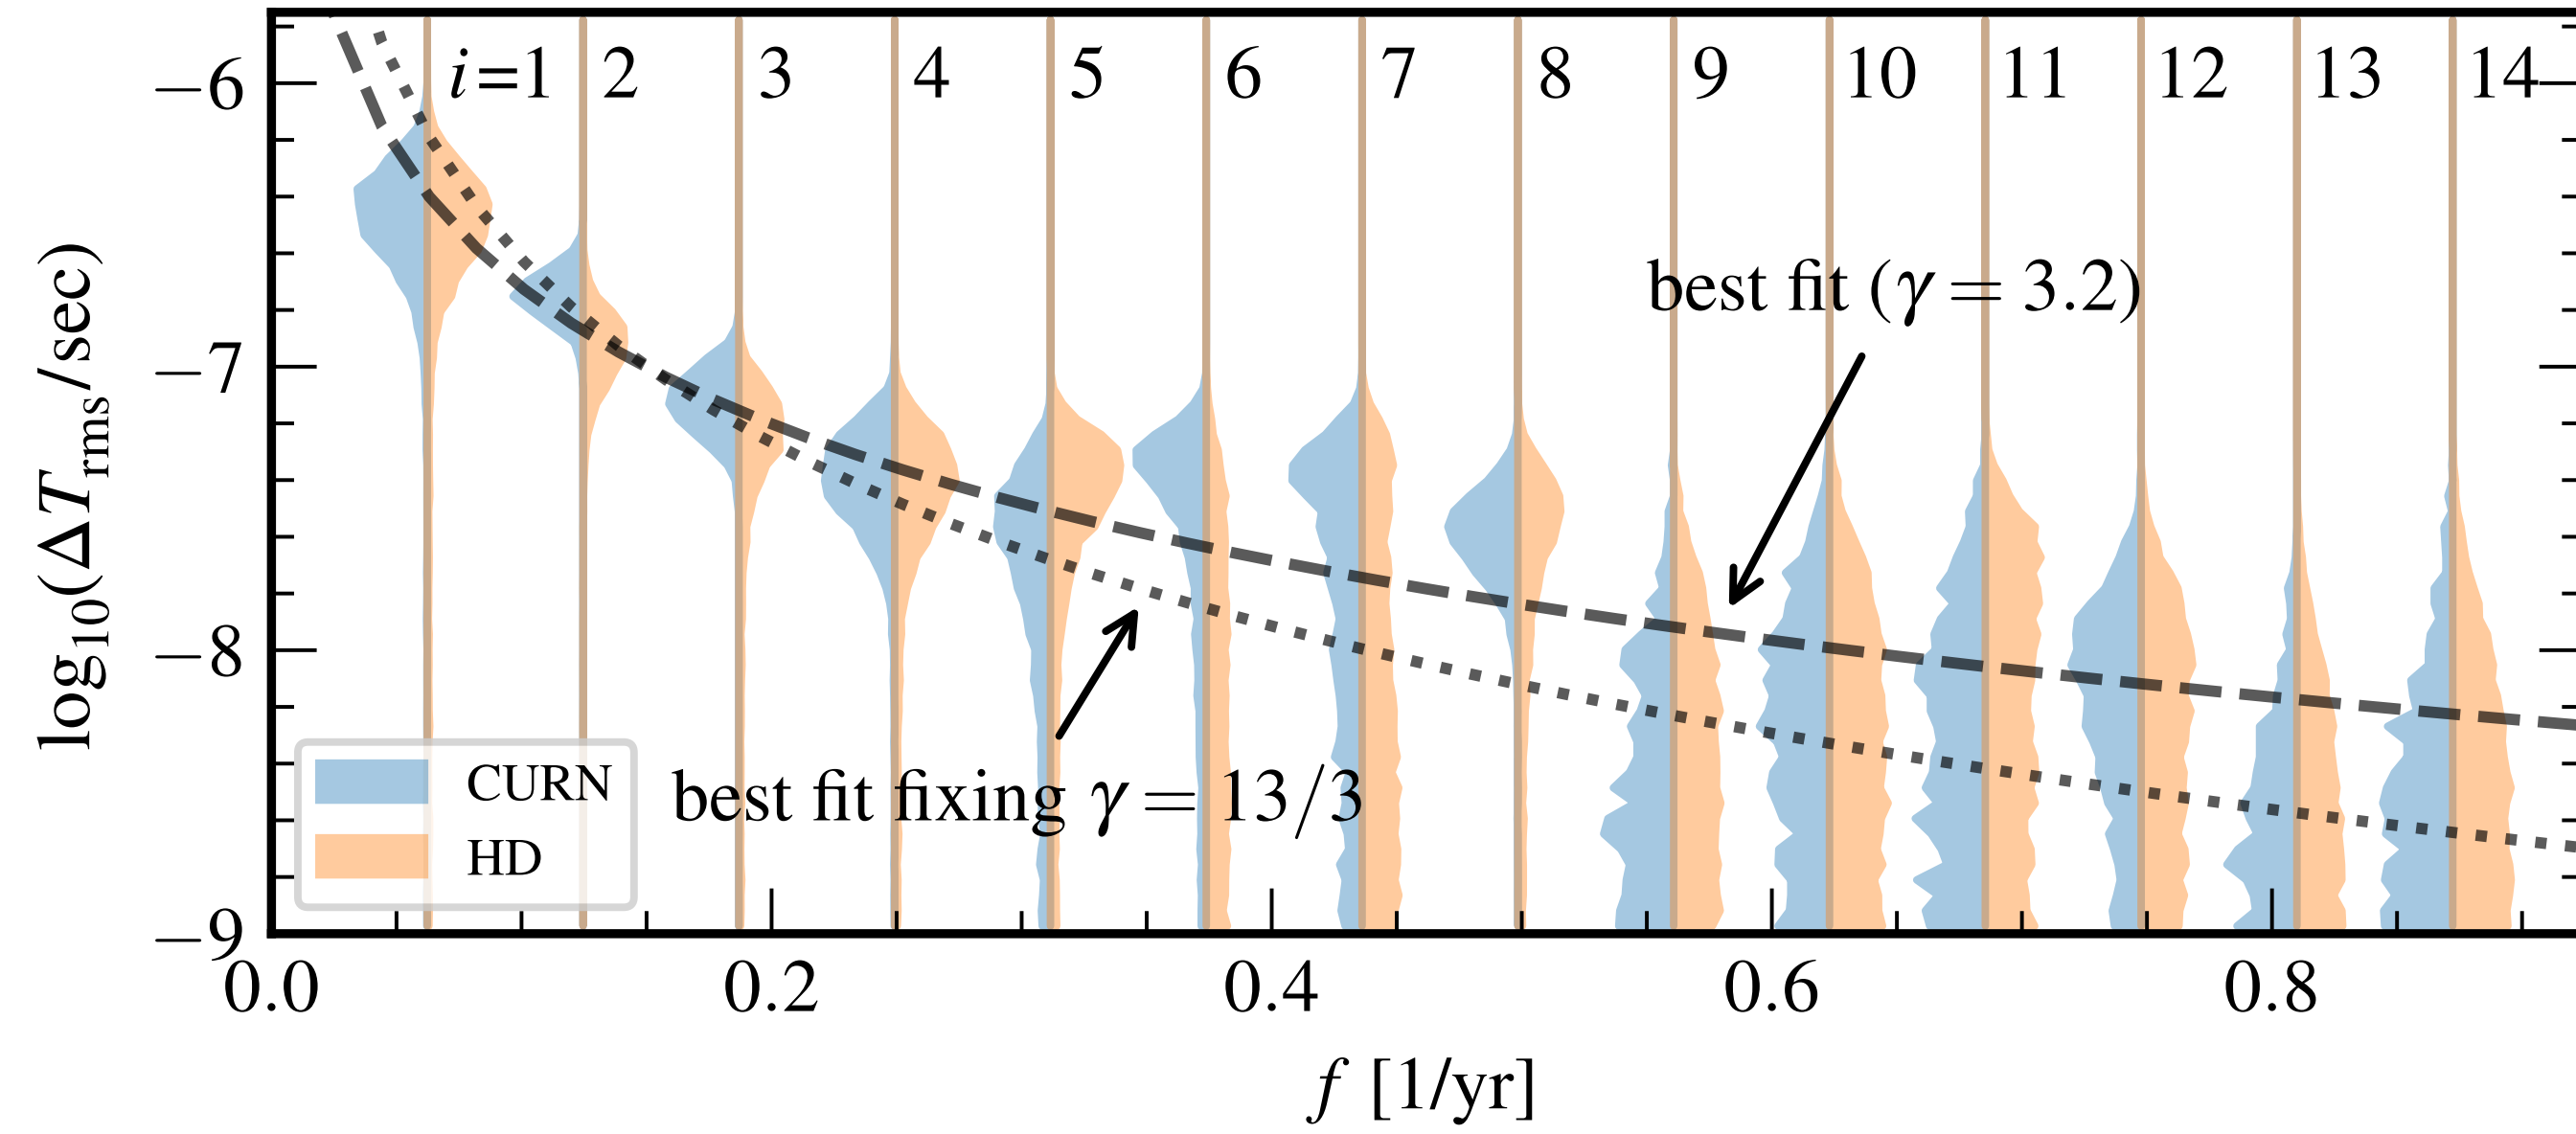 i=1 2 3 4 5 6 7 8 9 10 11 12 13 14
−6
−7
−8
−9
log10(ΔTrms/sec)
best fit (γ = 3.2)
best fit fixing γ = 13/3
CURN
HD
0.0 0.2 0.4 0.6 0.8
f [1/yr]